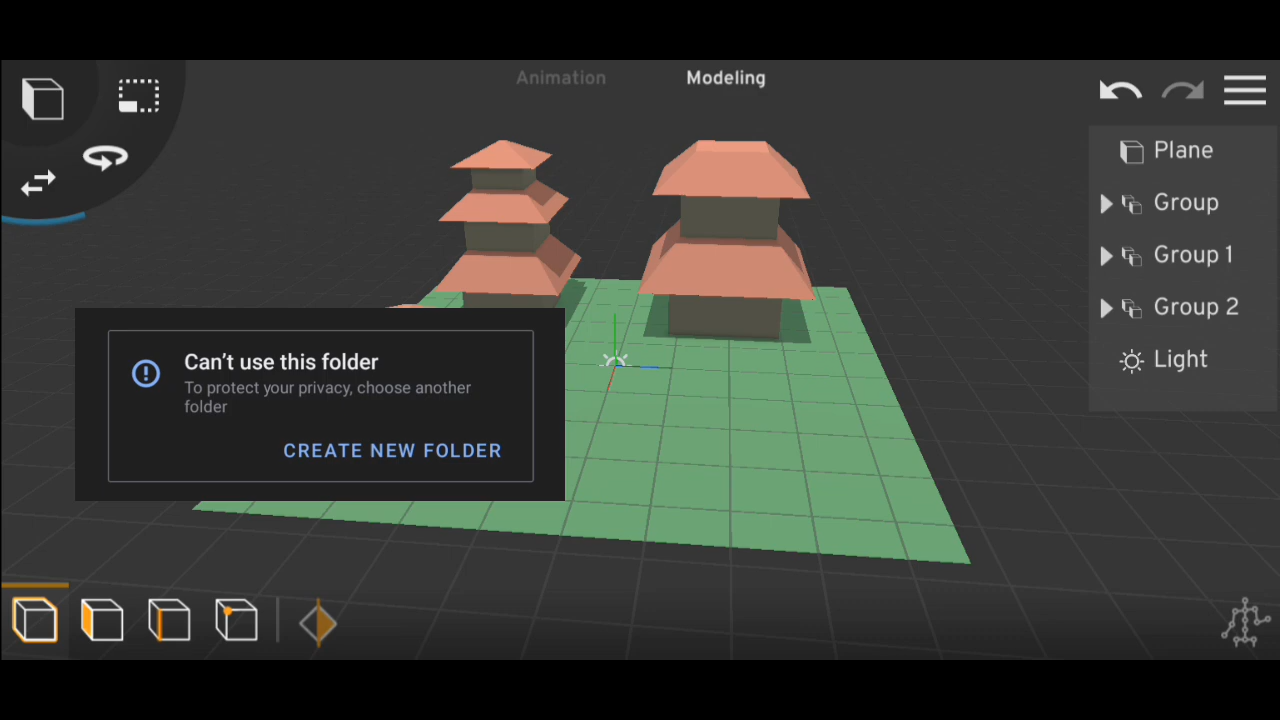 Animation
Modeling
Plane
Group
Group 1
Group 2
Light
Can’t use this folder
To protect your privacy, choose another
folder
CREATE NEW FOLDER